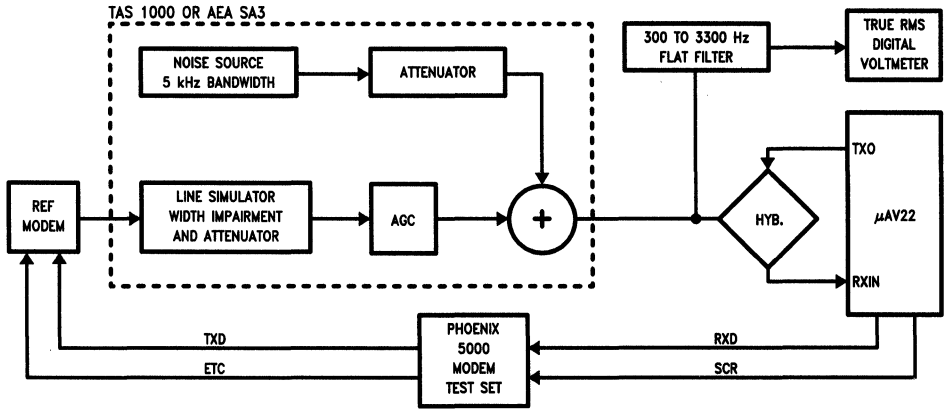 TAS 1000 OR AEA SA3
NOISE SOURCE
5 kHz BANDWIDTH
ATTENUATOR
300 TO 3300 Hz
FLAT FILTER
TRUE RMS
DIGITAL
VOLTMETER
REF
MODEM
LINE SIMULATOR
WIDTH IMPAIRMENT
AND ATTENUATOR
AGC
+
HYB.
TXO
μAV22
RXIN
TXD
ETC
PHOENIX
5000
MODEM
TEST SET
RXD
SCR